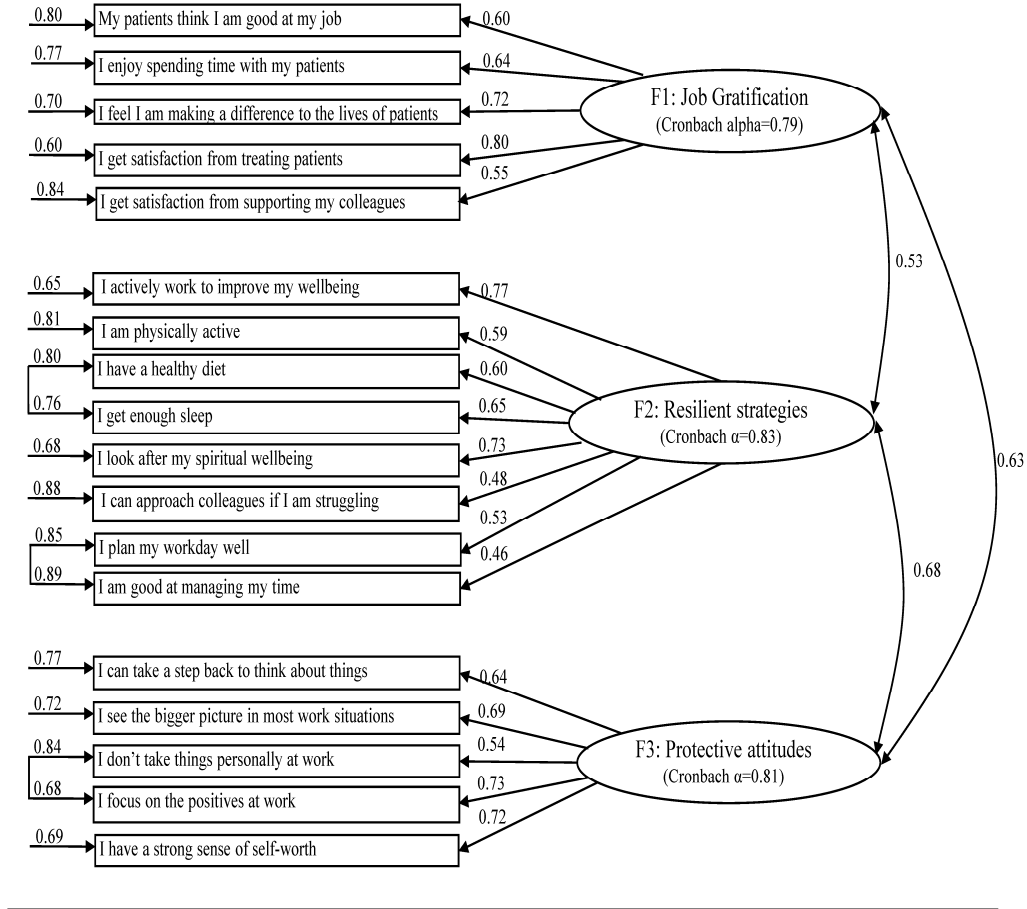 0.80
My patients think I am good at my job
0.60
0.77
I enjoy spending time with my patients
0.64
0.70
I feel I am making a difference to the lives of patients
0.72
0.60
I get satisfaction from treating patients
0.80
0.84
I get satisfaction from supporting my colleagues
0.55
F1: Job Gratification
(Cronbach alpha=0.79)
0.53
0.65
I actively work to improve my wellbeing
0.77
0.81
I am physically active
0.59
0.80
I have a healthy diet
0.60
0.76
I get enough sleep
0.65
0.68
I look after my spiritual wellbeing
0.73
0.88
I can approach colleagues if I am struggling
0.48
0.85
I plan my workday well
0.53
0.89
I am good at managing my time
0.46
F2: Resilient strategies
(Cronbach α=0.83)
0.63
0.68
0.77
I can take a step back to think about things
0.64
0.72
I see the bigger picture in most work situations
0.69
0.84
I don’t take things personally at work
0.54
0.68
I focus on the positives at work
0.73
0.69
I have a strong sense of self-worth
0.72
F3: Protective attitudes
(Cronbach α=0.81)